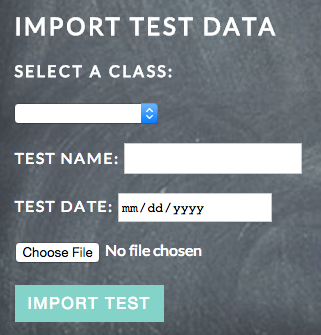 IMPORT TEST DATA
SELECT A CLASS:
TEST NAME:
TEST DATE: mm/dd/yyyy
Choose File No file chosen
IMPORT TEST